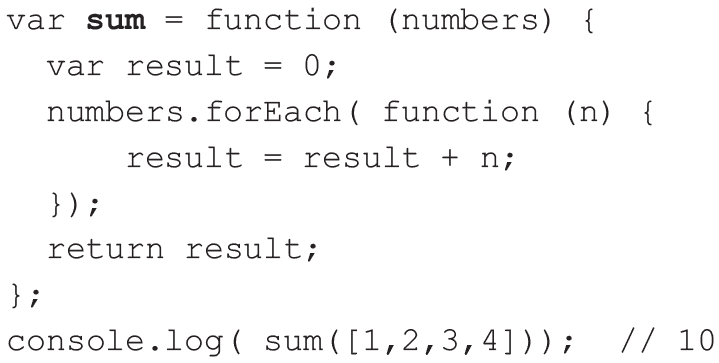 var sum = function (numbers) {
  var result = 0;
  numbers.forEach( function (n) {
      result = result + n;
  });
  return result;
};
console.log( sum([1,2,3,4]));  // 10